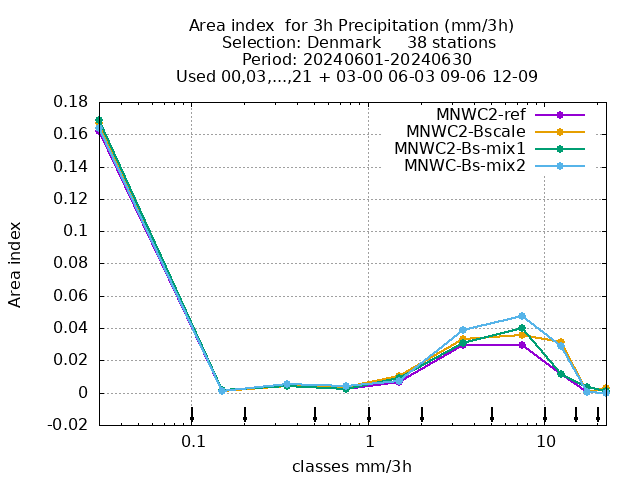 Area index  for 3h Precipitation (mm/3h)
Selection: Denmark     38 stations
Period: 20240601-20240630
Used 00,03,...,21 + 03-00 06-03 09-06 12-09
MNWC2-ref
MNWC2-Bscale
MNWC2-Bs-mix1
MNWC-Bs-mix2
0.18
0.16
0.14
0.12
0.1
0.08
0.06
0.04
0.02
0
-0.02
Area index
0.1 1 10
classes mm/3h